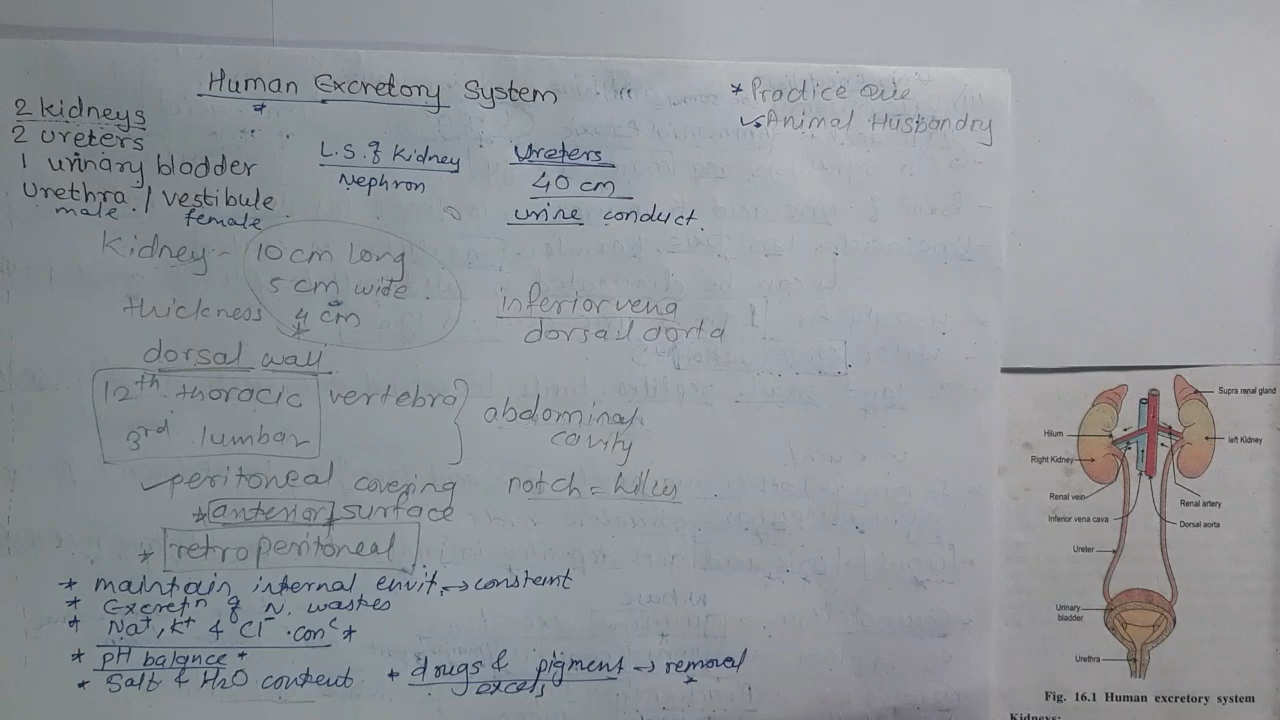 Human Excretory System
* Practice Que
Animal Husbandry
2 kidneys
2 ureters
1 urinary bladder
Urethra / vestibule
male female
L.S. of Kidney
Nephron
Ureters
40 cm
urine conduct.
Kidney - 10 cm long
5 cm wide.
thickness 4 cm
inferior vena
dorsal aorta
dorsal wall
12th thoracic vertebra
3rd lumbar
abdominal
cavity
peritoneal covering
notch = hilus
* anterior surface
* retroperitoneal
* maintain internal envit. → constant
* Excretn of N. wastes
* Na+, K+ & Cl- conc *
* pH balance *
* Salt & H2O content
* drugs & pigment → removal
excess
Supra renal gland
Hilum
left Kidney
Right Kidney
Renal vein
Renal artery
Inferior vena cava
Dorsal aorta
Ureter
Urinary
bladder
Urethra
Fig. 16.1 Human excretory system
Kidneys: